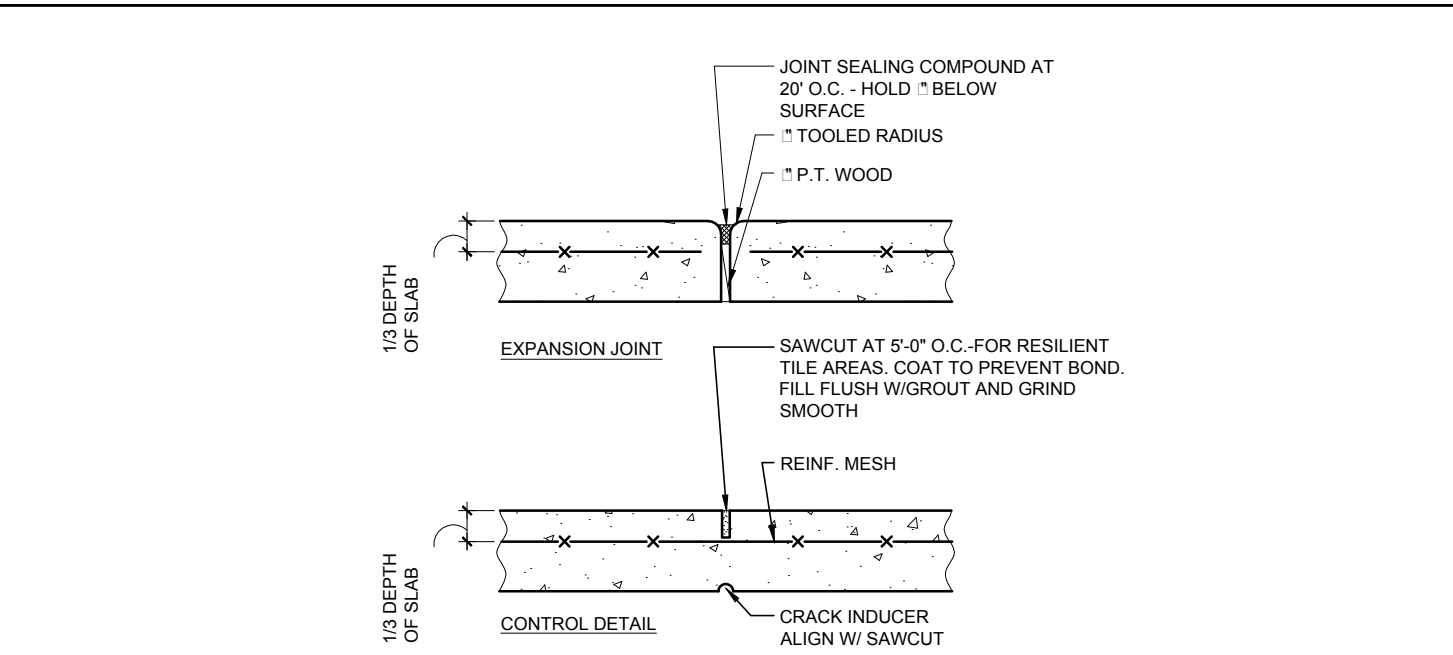 JOINT SEALING COMPOUND AT
20' O.C. - HOLD " BELOW
SURFACE
" TOOLED RADIUS
" P.T. WOOD
1/3 DEPTH
OF SLAB
EXPANSION JOINT
SAWCUT AT 5'-0" O.C.-FOR RESILIENT
TILE AREAS. COAT TO PREVENT BOND.
FILL FLUSH W/GROUT AND GRIND
SMOOTH
REINF. MESH
1/3 DEPTH
OF SLAB
CONTROL DETAIL
CRACK INDUCER
ALIGN W/ SAWCUT